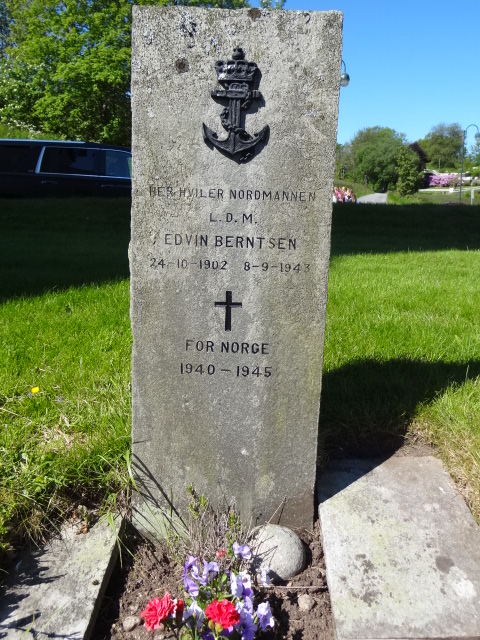 HER HVILER NORDMANNEN
L.D.M.
EDVIN BERNTSEN
24-10-1902 8-9-1943
FOR NORGE
1940-1945